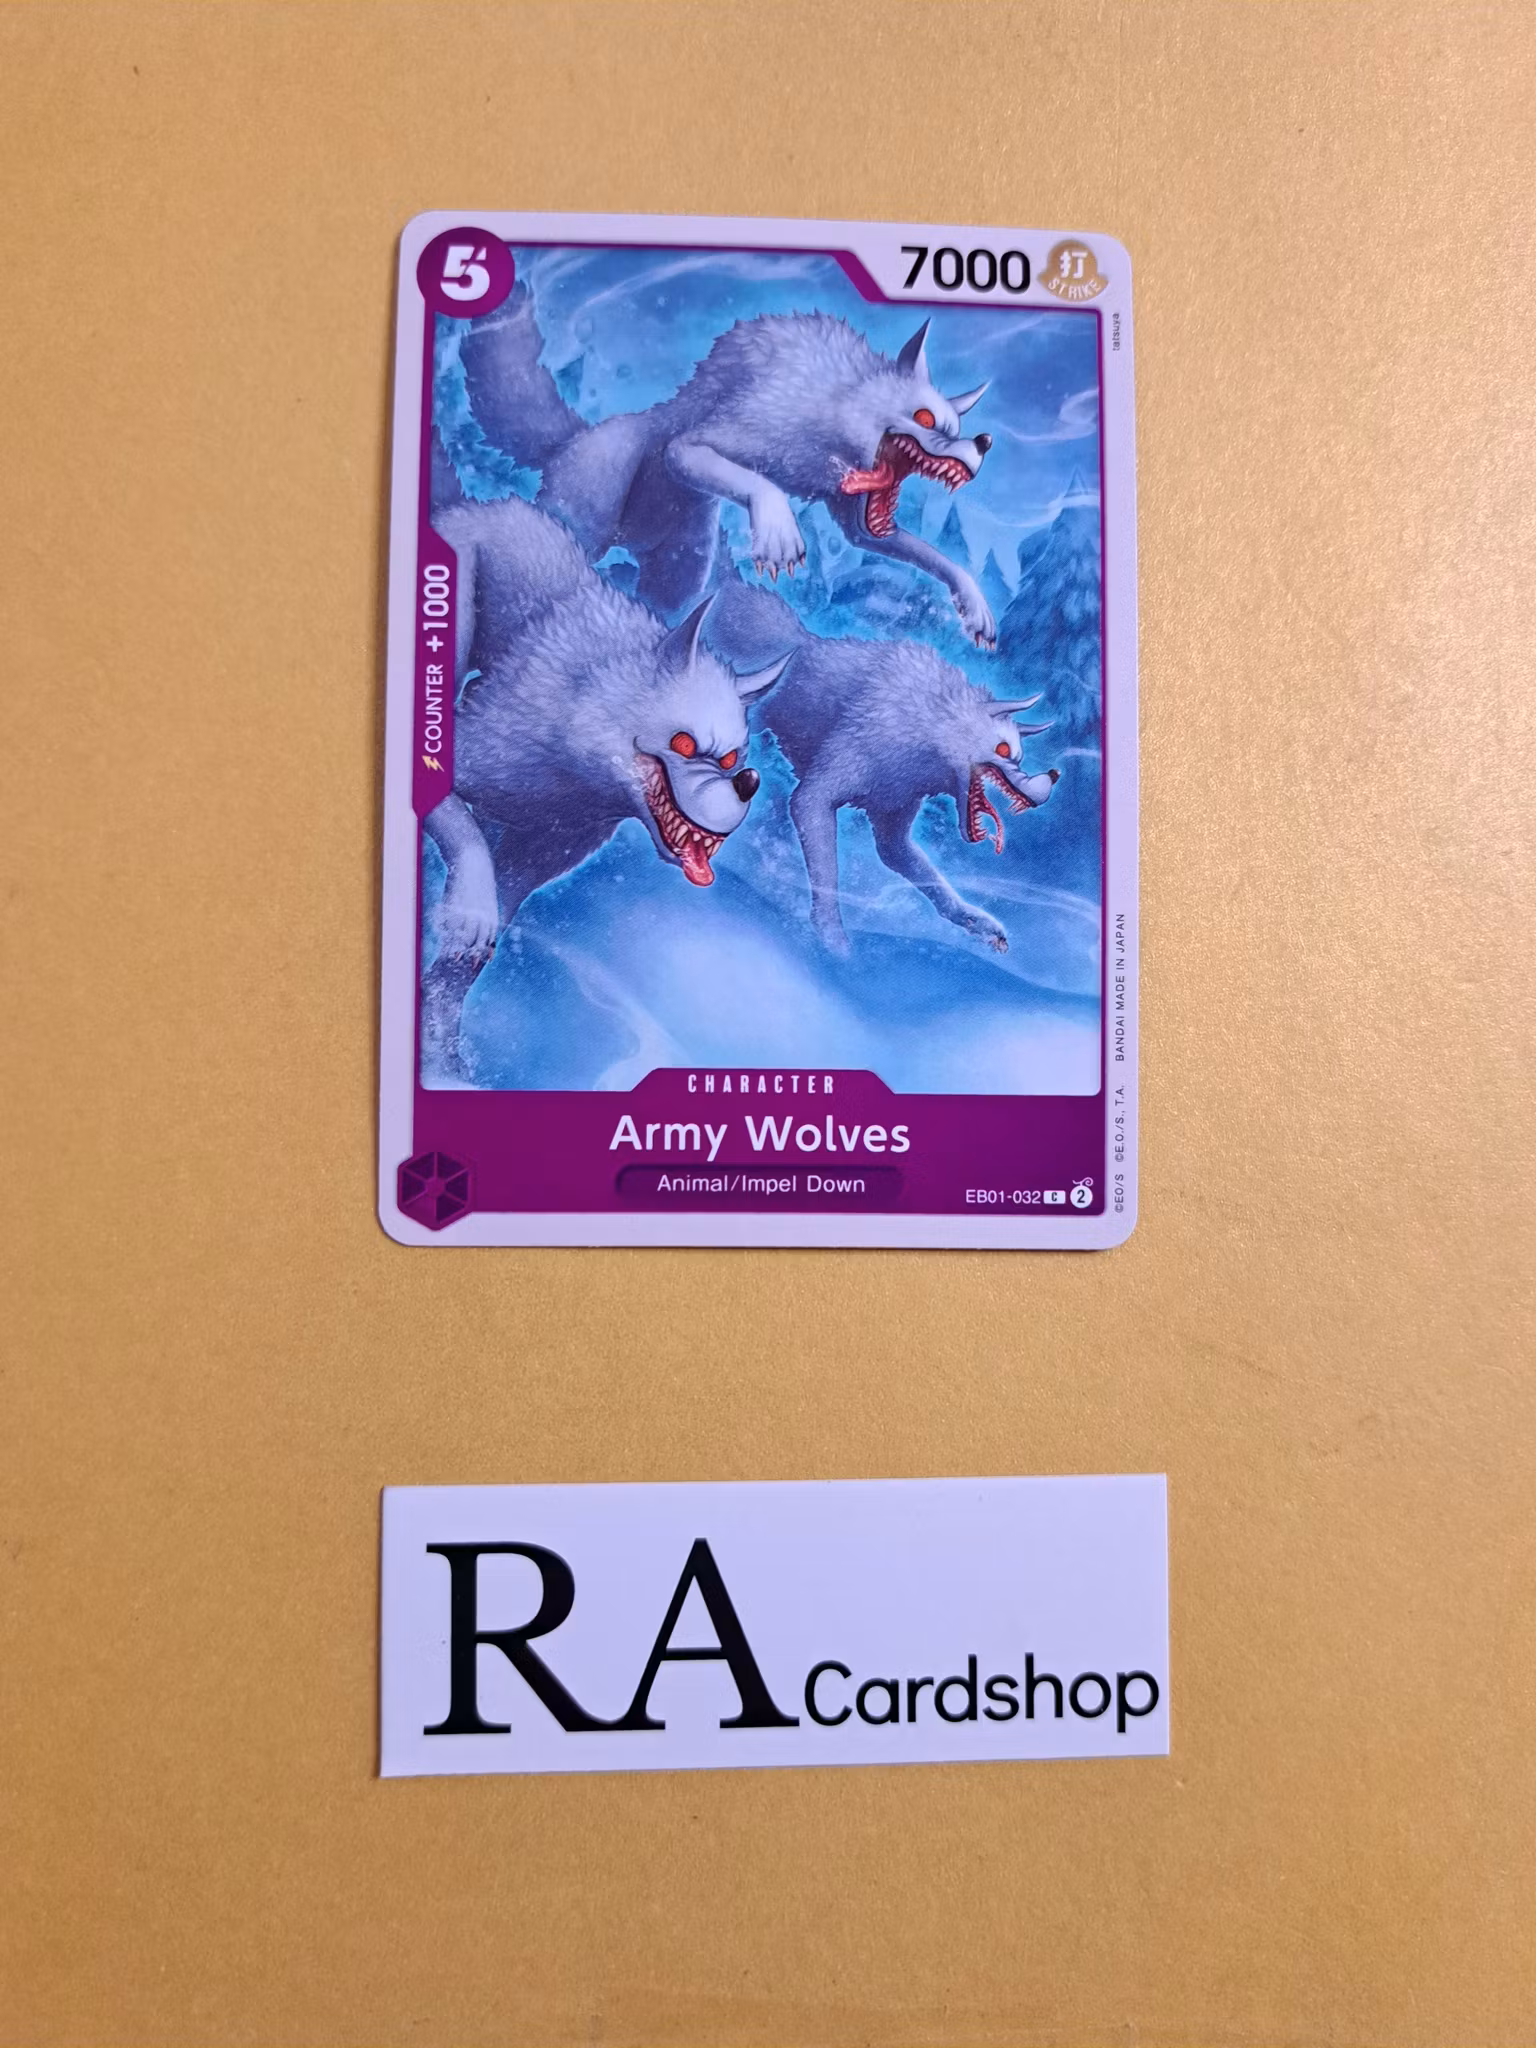 5
7000
打
STRIKE
tatsuya
COUNTER +1000
CHARACTER
Army Wolves
Animal/Impel Down
EB01-032 C 2
©EO/S ©E.O./S., T.A. BANDAI MADE IN JAPAN
RA Cardshop